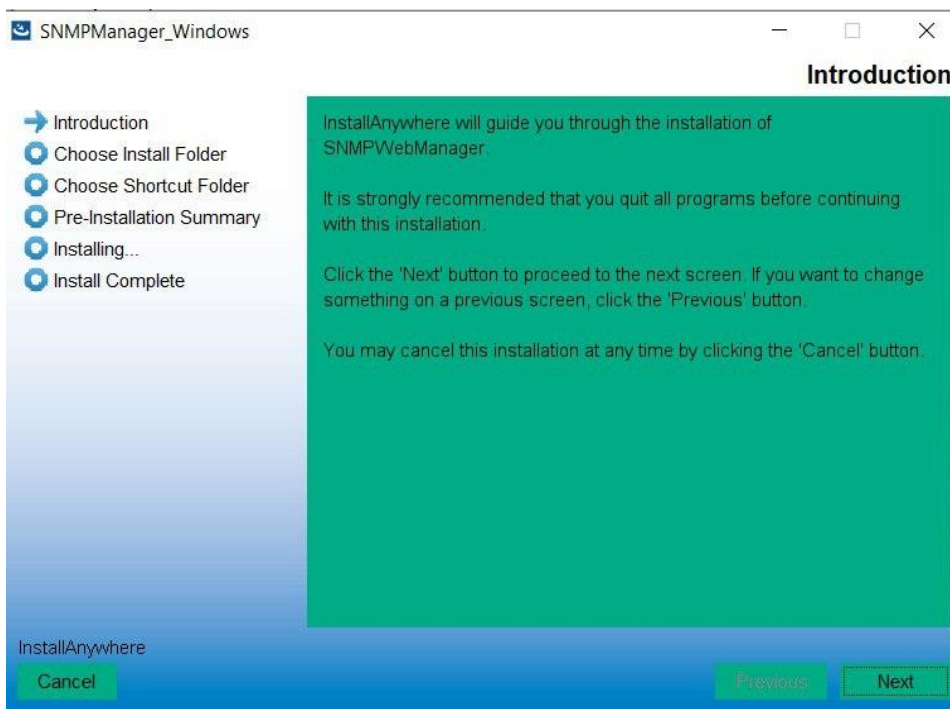 SNMPManager_Windows
Introduction
Introduction
Choose Install Folder
Choose Shortcut Folder
Pre-Installation Summary
Installing...
Install Complete
InstallAnywhere will guide you through the installation of
SNMPWebManager.
It is strongly recommended that you quit all programs before continuing
with this installation.
Click the 'Next' button to proceed to the next screen. If you want to change
something on a previous screen, click the 'Previous' button.
You may cancel this installation at any time by clicking the 'Cancel' button.
InstallAnywhere
Cancel
Previous
Next